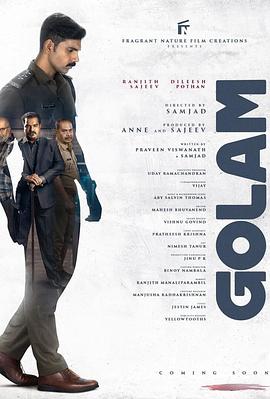 FRAGRANT NATURE FILM CREATIONS
PRESENTS
RANJITH SAJEEV
DILEESH POTHAN
DIRECTED BY
SAMJAD
PRODUCED BY
ANNE AND SAJEEV
WRITTEN BY
PRAVEEN VISWANATH
& SAMJAD
UDAY RAMACHANDRAN
VIJAY
ABY SALVIN THOMAS
MAHESH BHUVANEND
VISHNU GOVIND
PRATHEESH KRISHNA
NIMESH TANUR
JINU P K
BINOY NAMBALA
RANJITH MANALIPARAMBIL
MANJUSHA RADHAKRISHNAN
JESTIN JAMES
YELLOWTOOTHS
GOLAM
COMING SOON